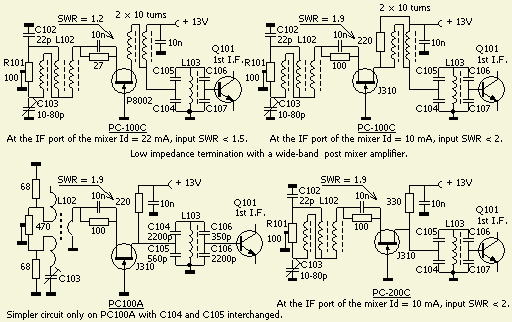 SWR = 1.2
2 × 10 turns
+ 13V
C102
22p
L102
10n
10n
R101
100
27
C103
10-80p
P8002
PC-100C
L103
C105
C106
C104
C107
Q101
1st I.F.
At the IF port of the mixer Id = 22 mA, input SWR < 1.5.
SWR = 1.9
2 × 10 turns
+ 13V
C102
22p
L102
10n
220
10n
R101
100
100
C103
10-80p
J310
PC-100C
L103
C105
C106
C104
C107
Q101
1st I.F.
At the IF port of the mixer Id = 10 mA, input SWR < 2.
Low impedance termination with a wide-band post mixer amplifier.
SWR = 1.9
+ 13V
68
L102
10n
220
10n
470
100
68
C103
J310
PC100A
L103
C104
2200p
C106
350p
C105
560p
C106
2200p
Q101
1st I.F.
Simpler circuit only on PC100A with C104 and C105 interchanged.
SWR = 1.9
+ 13V
C102
22p
L102
10n
330
10n
R101
100
100
C103
10-80p
J310
PC-200C
L103
C105
C106
C104
C107
Q101
1st I.F.
At the IF port of the mixer Id = 10 mA, input SWR < 2.